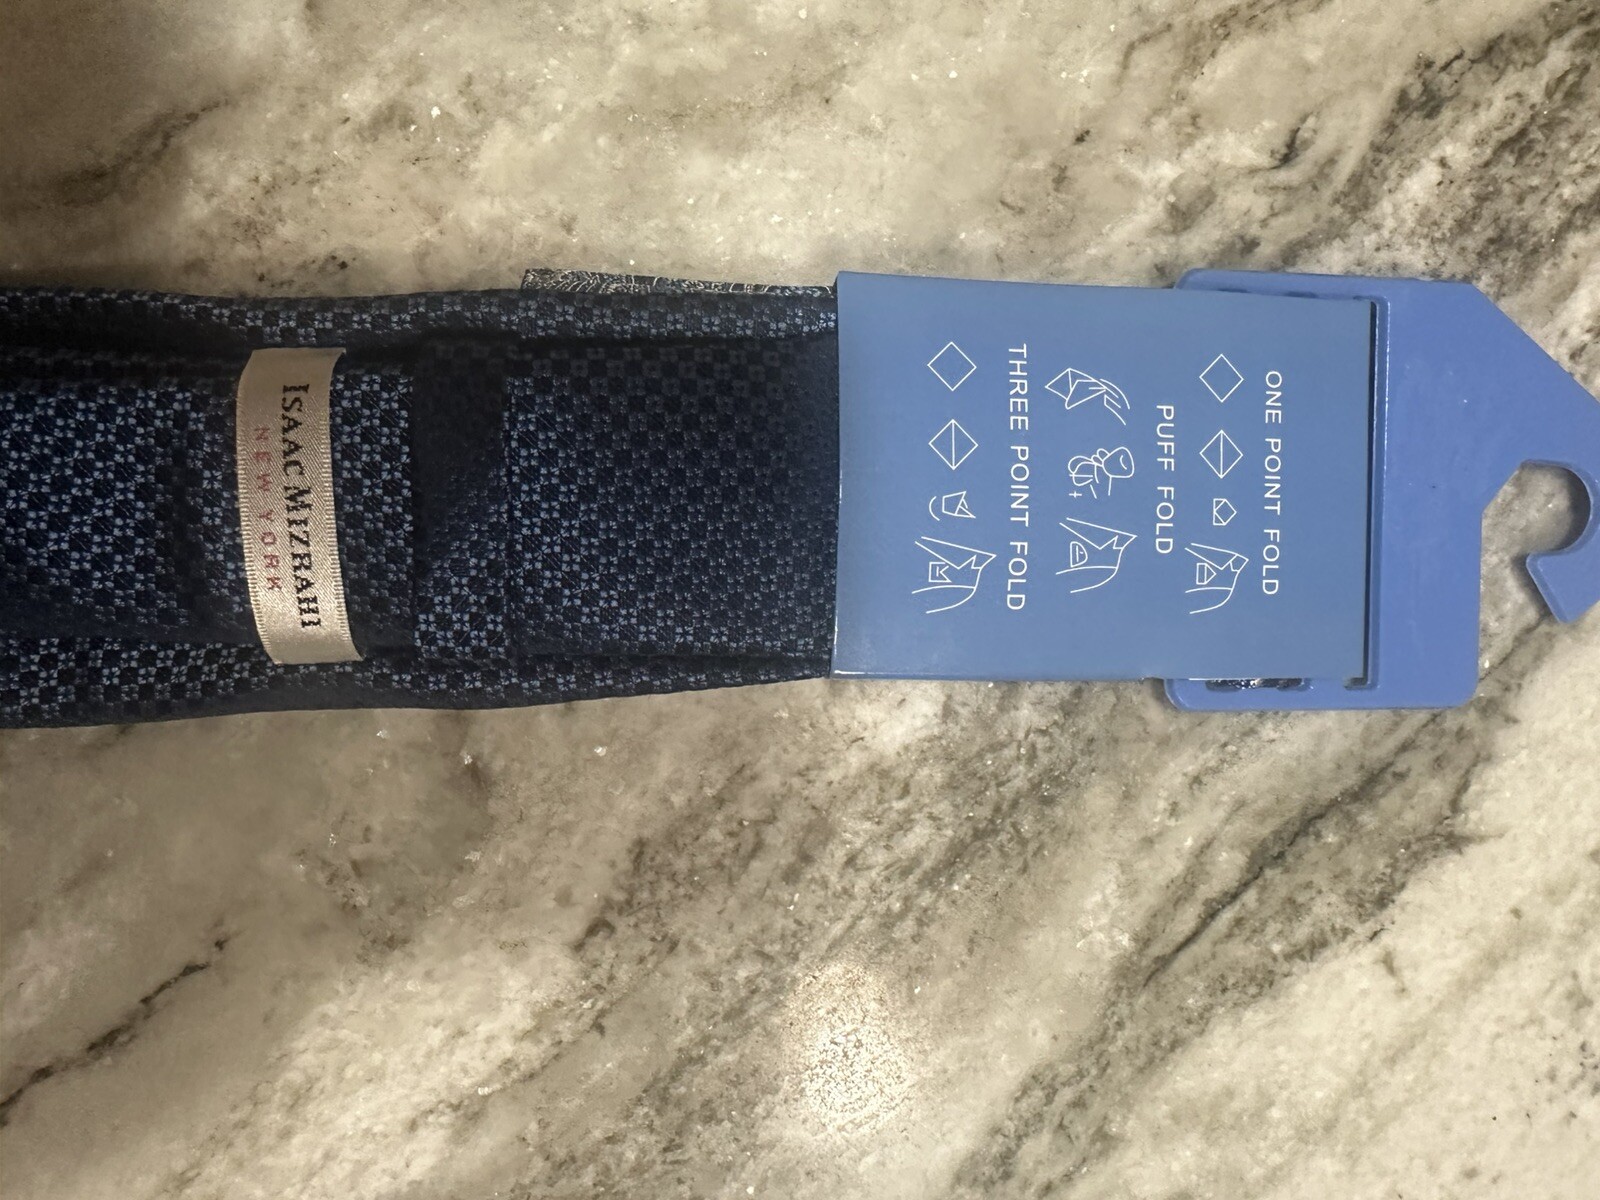 ISAAC MIZRAHI
NEW YORK
ONE POINT FOLD
PUFF FOLD
THREE POINT FOLD